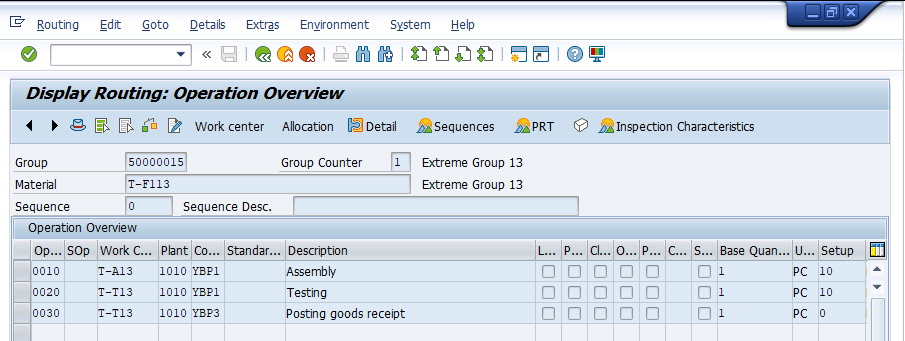 Routing Edit Goto Details Extras Environment System Help
Display Routing: Operation Overview
Work center Allocation Detail Sequences PRT Inspection Characteristics
Group 50000015 Group Counter 1 Extreme Group 13
Material T-F113 Extreme Group 13
Sequence 0 Sequence Desc.
Operation Overview
Op... SOp Work C... Plant Co... Standar... Description L... P... Cl... O... P... C... S... Base Quan... U... Setup
0010 T-A13 1010 YBP1 Assembly 1 PC 10
0020 T-T13 1010 YBP1 Testing 1 PC 10
0030 T-T13 1010 YBP3 Posting goods receipt 1 PC 0